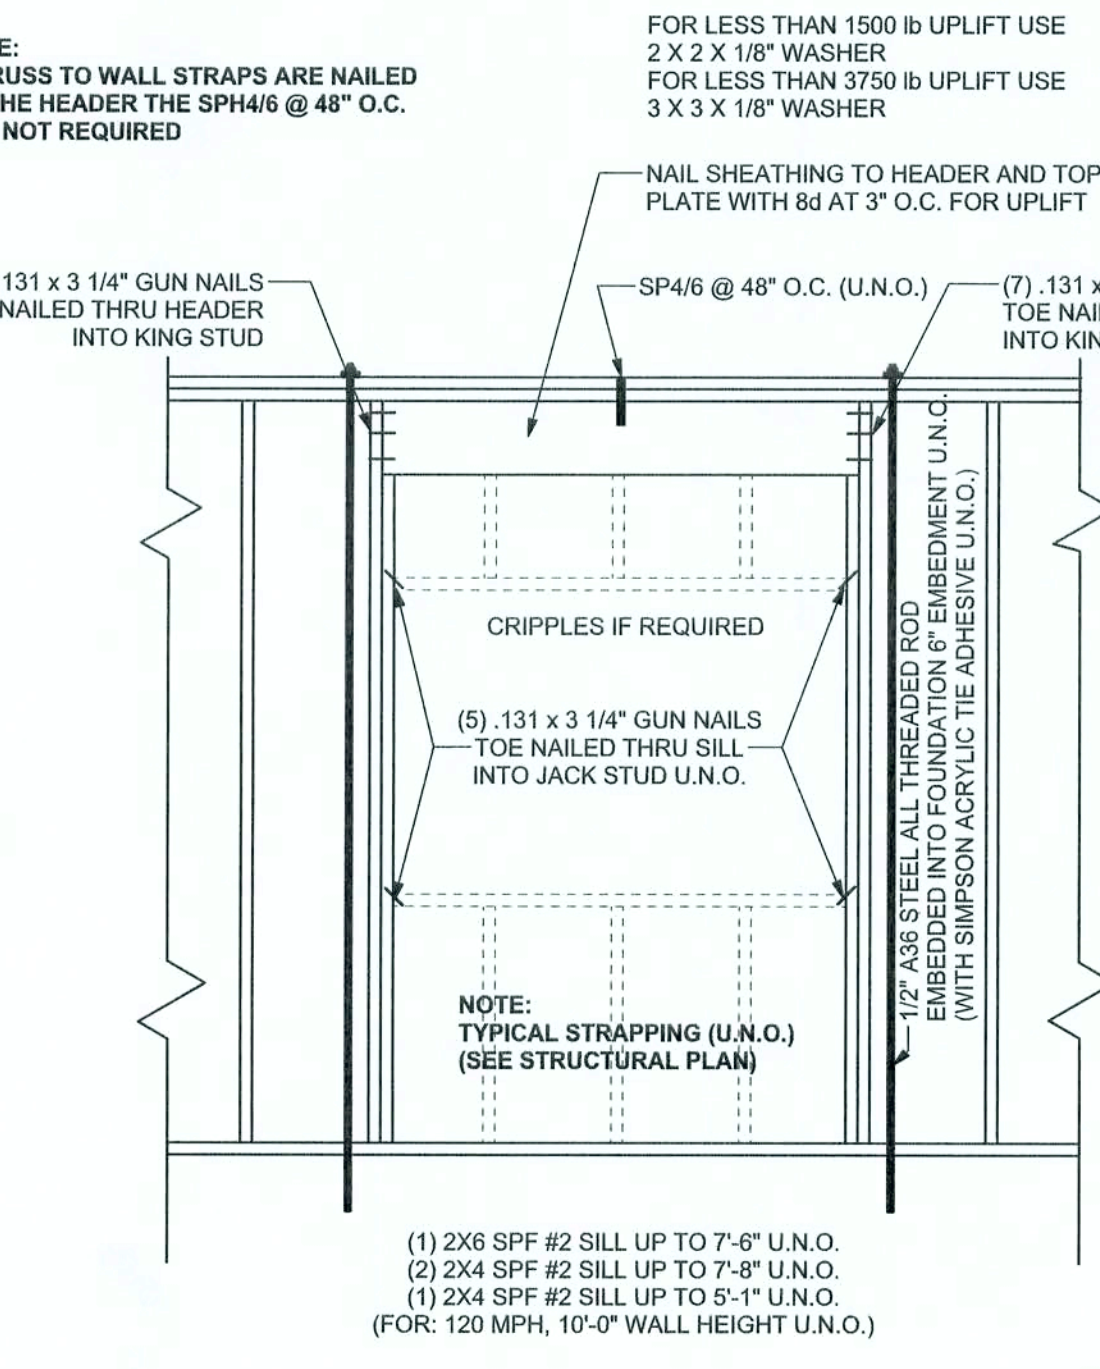 FOR LESS THAN 1500 lb UPLIFT USE
2 X 2 X 1/8" WASHER
FOR LESS THAN 3750 lb UPLIFT USE
3 X 3 X 1/8" WASHER
E:
RUSS TO WALL STRAPS ARE NAILED
HE HEADER THE SPH4/6 @ 48" O.C.
NOT REQUIRED
NAIL SHEATHING TO HEADER AND TOP
PLATE WITH 8d AT 3" O.C. FOR UPLIFT
131 x 3 1/4" GUN NAILS
NAILED THRU HEADER
INTO KING STUD
SP4/6 @ 48" O.C. (U.N.O.)
(7) .131 x
TOE NAI
INTO KIN
CRIPPLES IF REQUIRED
(5) .131 x 3 1/4" GUN NAILS
TOE NAILED THRU SILL
INTO JACK STUD U.N.O.
1/2" A36 STEEL ALL THREADED ROD
EMBEDDED INTO FOUNDATION 6" EMBEDMENT U.N.O.
(WITH SIMPSON ACRYLIC TIE ADHESIVE U.N.O.)
NOTE:
TYPICAL STRAPPING (U.N.O.)
(SEE STRUCTURAL PLAN)
(1) 2X6 SPF #2 SILL UP TO 7'-6" U.N.O.
(2) 2X4 SPF #2 SILL UP TO 7'-8" U.N.O.
(1) 2X4 SPF #2 SILL UP TO 5'-1" U.N.O.
(FOR: 120 MPH, 10'-0" WALL HEIGHT U.N.O.)